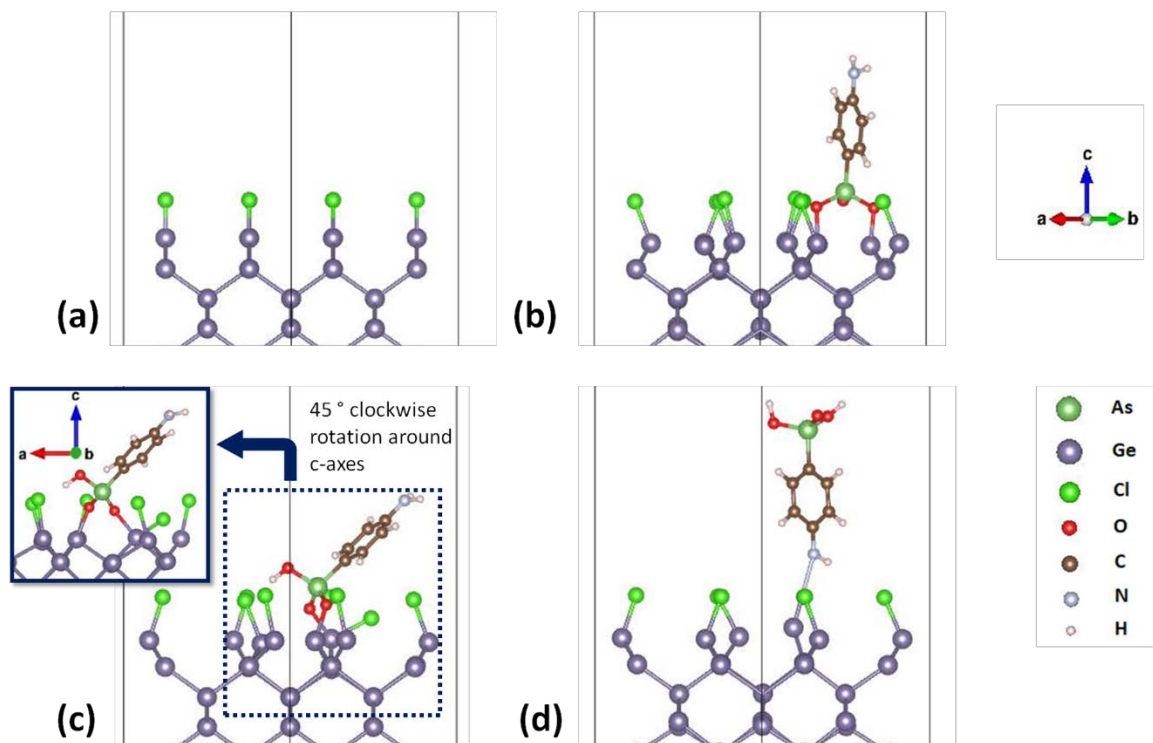 (a)
(b)
c
a
b
c
a
b
45 ° clockwise
rotation around
c-axes
(c)
(d)
As
Ge
Cl
O
C
N
H